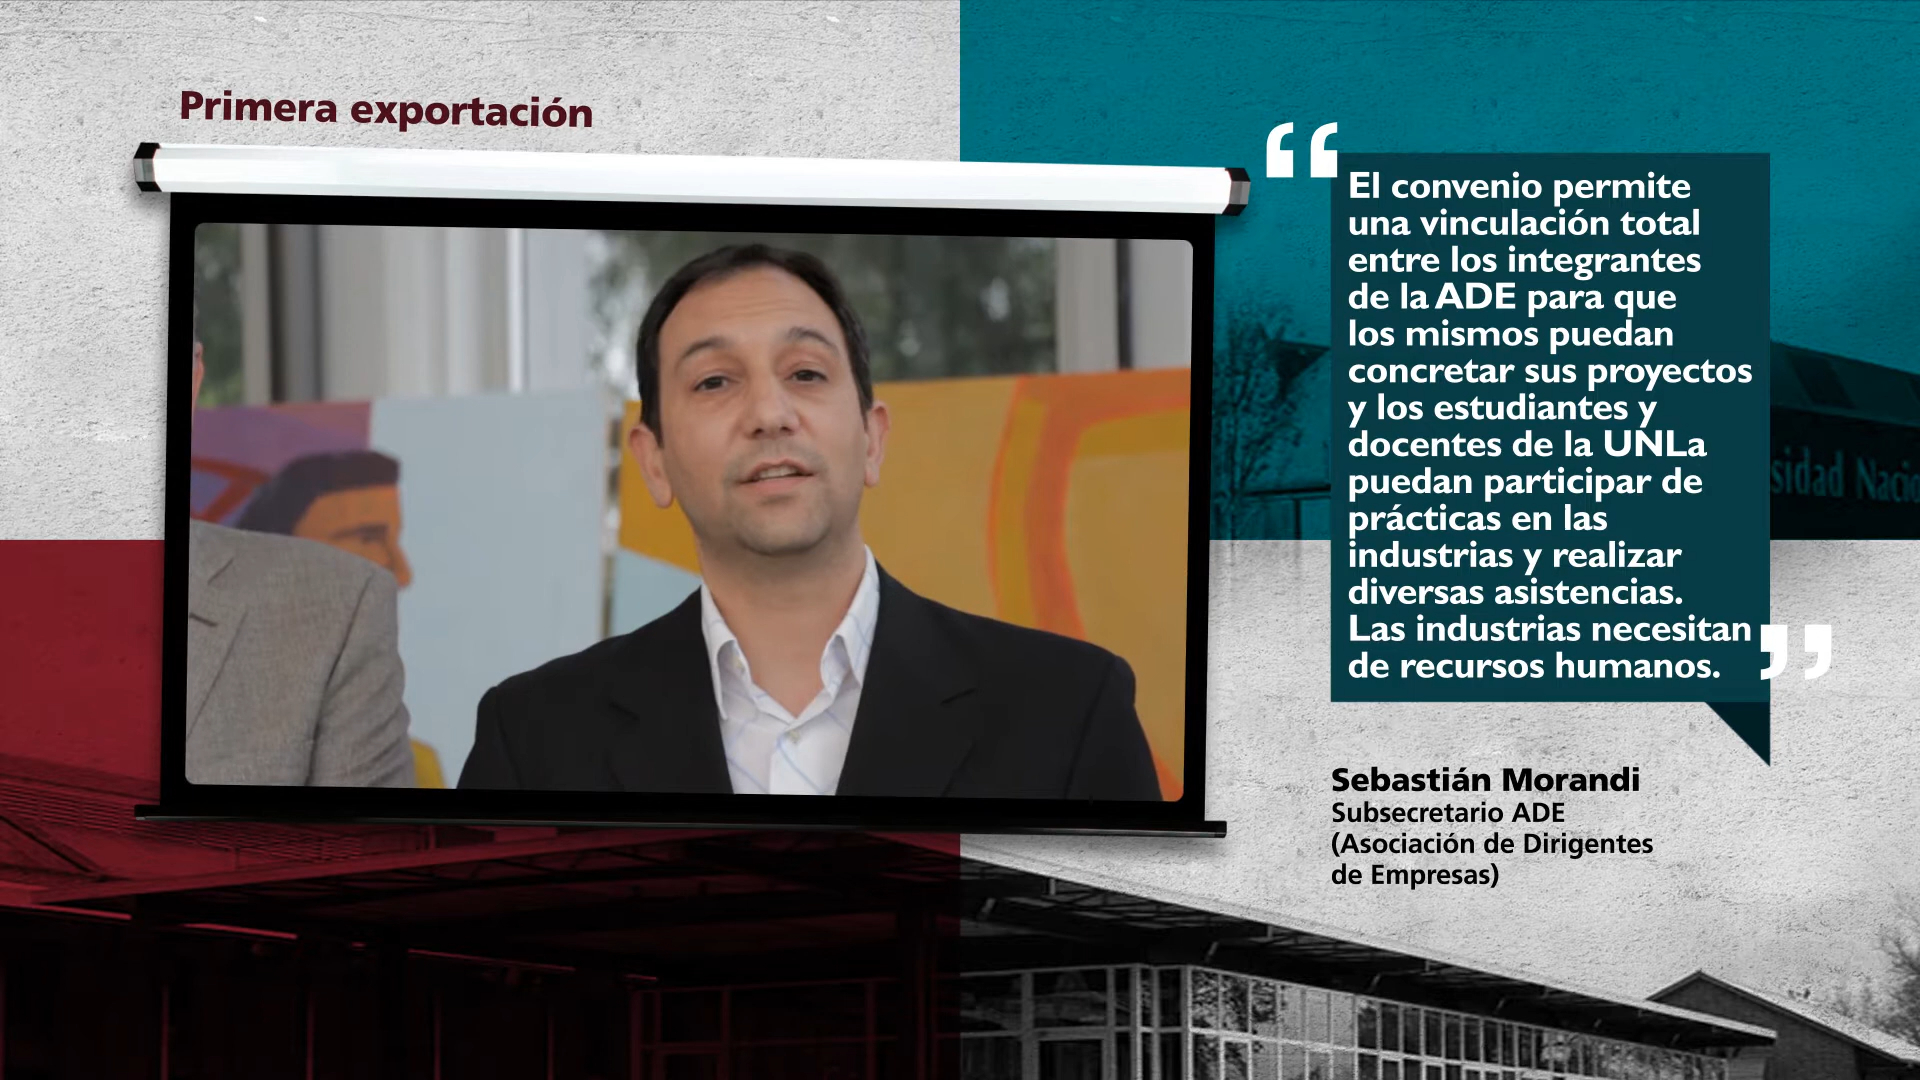 Primera exportación
“
El convenio permite
una vinculación total
entre los integrantes
de la ADE para que
los mismos puedan
concretar sus proyectos
y los estudiantes y
docentes de la UNLa
puedan participar de
prácticas en las
industrias y realizar
diversas asistencias.
Las industrias necesitan
de recursos humanos.
”
Sebastián Morandi
Subsecretario ADE
(Asociación de Dirigentes
de Empresas)